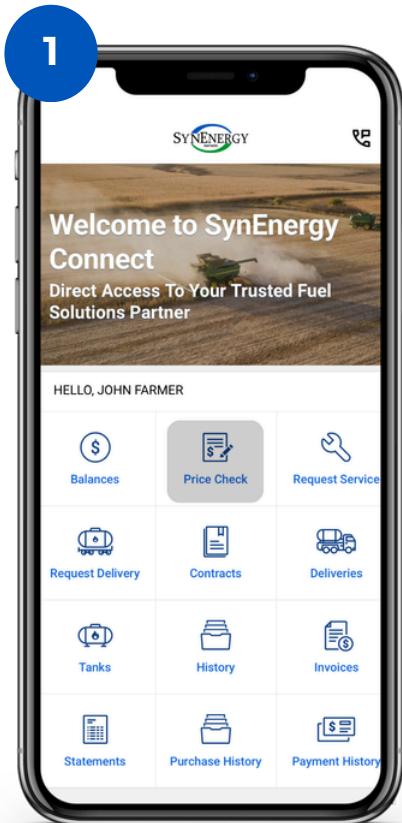 1
SYNENERGY
PARTNERS
Welcome to SynEnergy
Connect
Direct Access To Your Trusted Fuel
Solutions Partner
HELLO, JOHN FARMER
Balances
Price Check
Request Service
Request Delivery
Contracts
Deliveries
Tanks
History
Invoices
Statements
Purchase History
Payment History